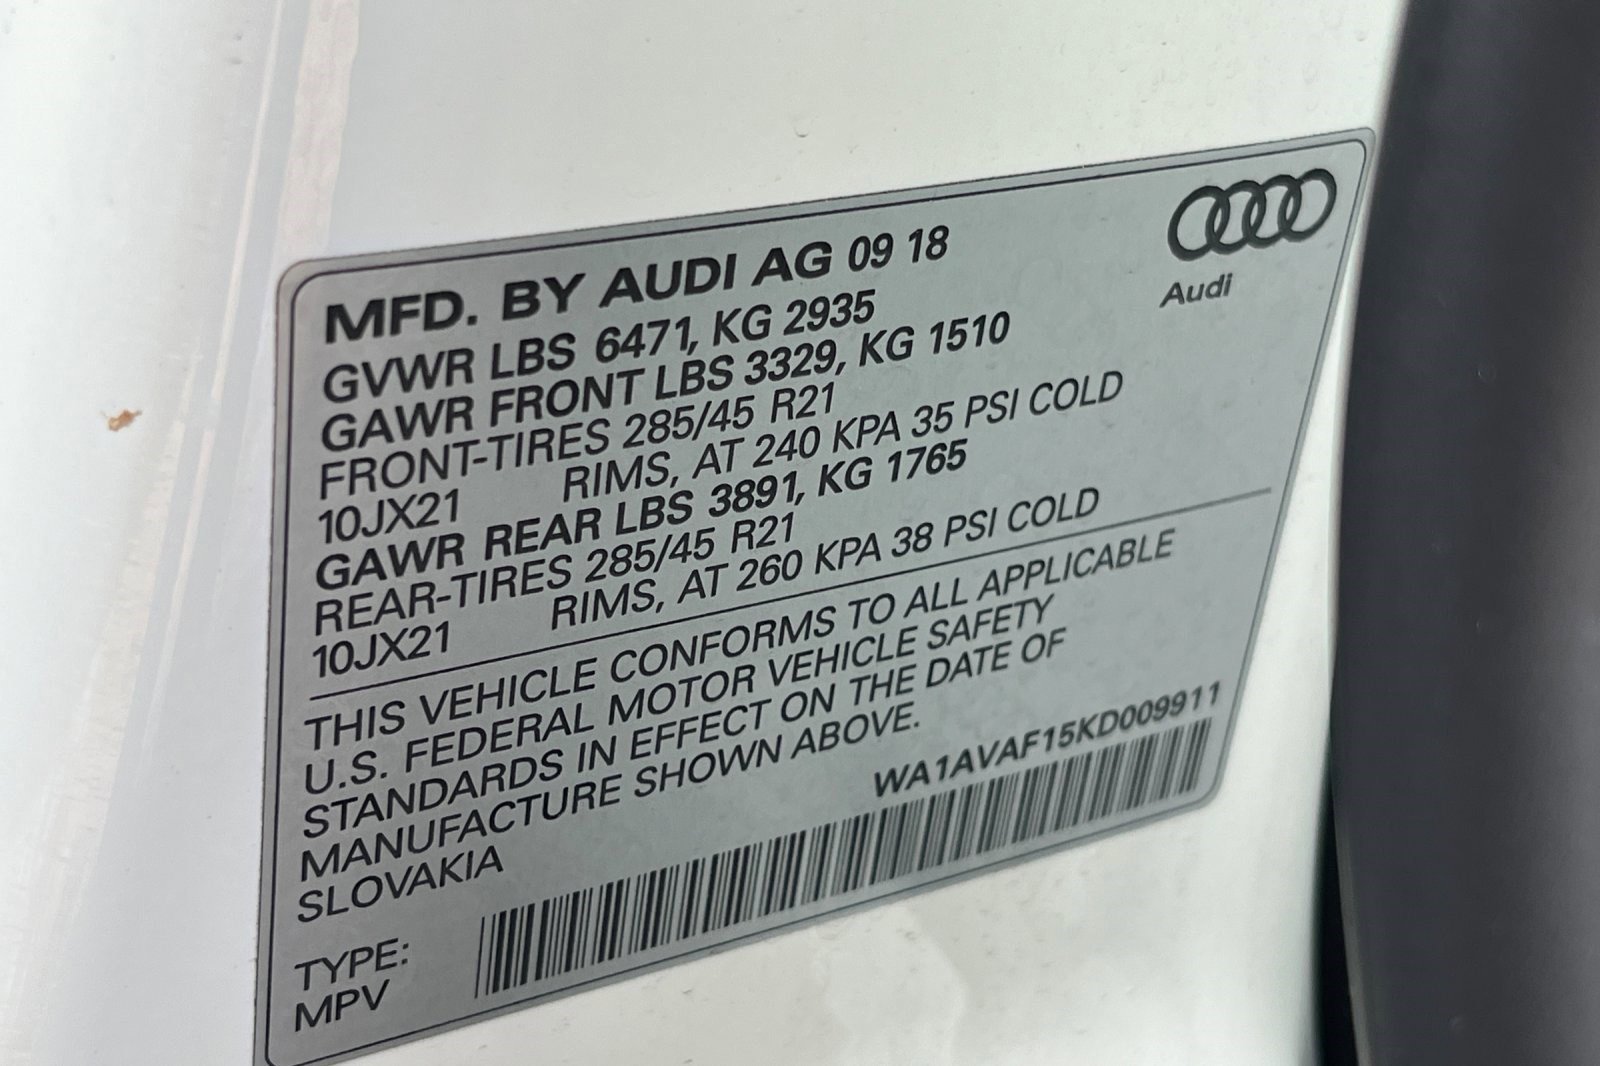 MFD. BY AUDI AG 09 18
Audi
GVWR LBS 6471, KG 2935
GAWR FRONT LBS 3329, KG 1510
FRONT-TIRES 285/45 R21
10JX21 RIMS, AT 240 KPA 35 PSI COLD
GAWR REAR LBS 3891, KG 1765
REAR-TIRES 285/45 R21
10JX21 RIMS, AT 260 KPA 38 PSI COLD
THIS VEHICLE CONFORMS TO ALL APPLICABLE
U.S. FEDERAL MOTOR VEHICLE SAFETY
STANDARDS IN EFFECT ON THE DATE OF
MANUFACTURE SHOWN ABOVE.
SLOVAKIA
WA1AVAF15KD009911
TYPE:
MPV